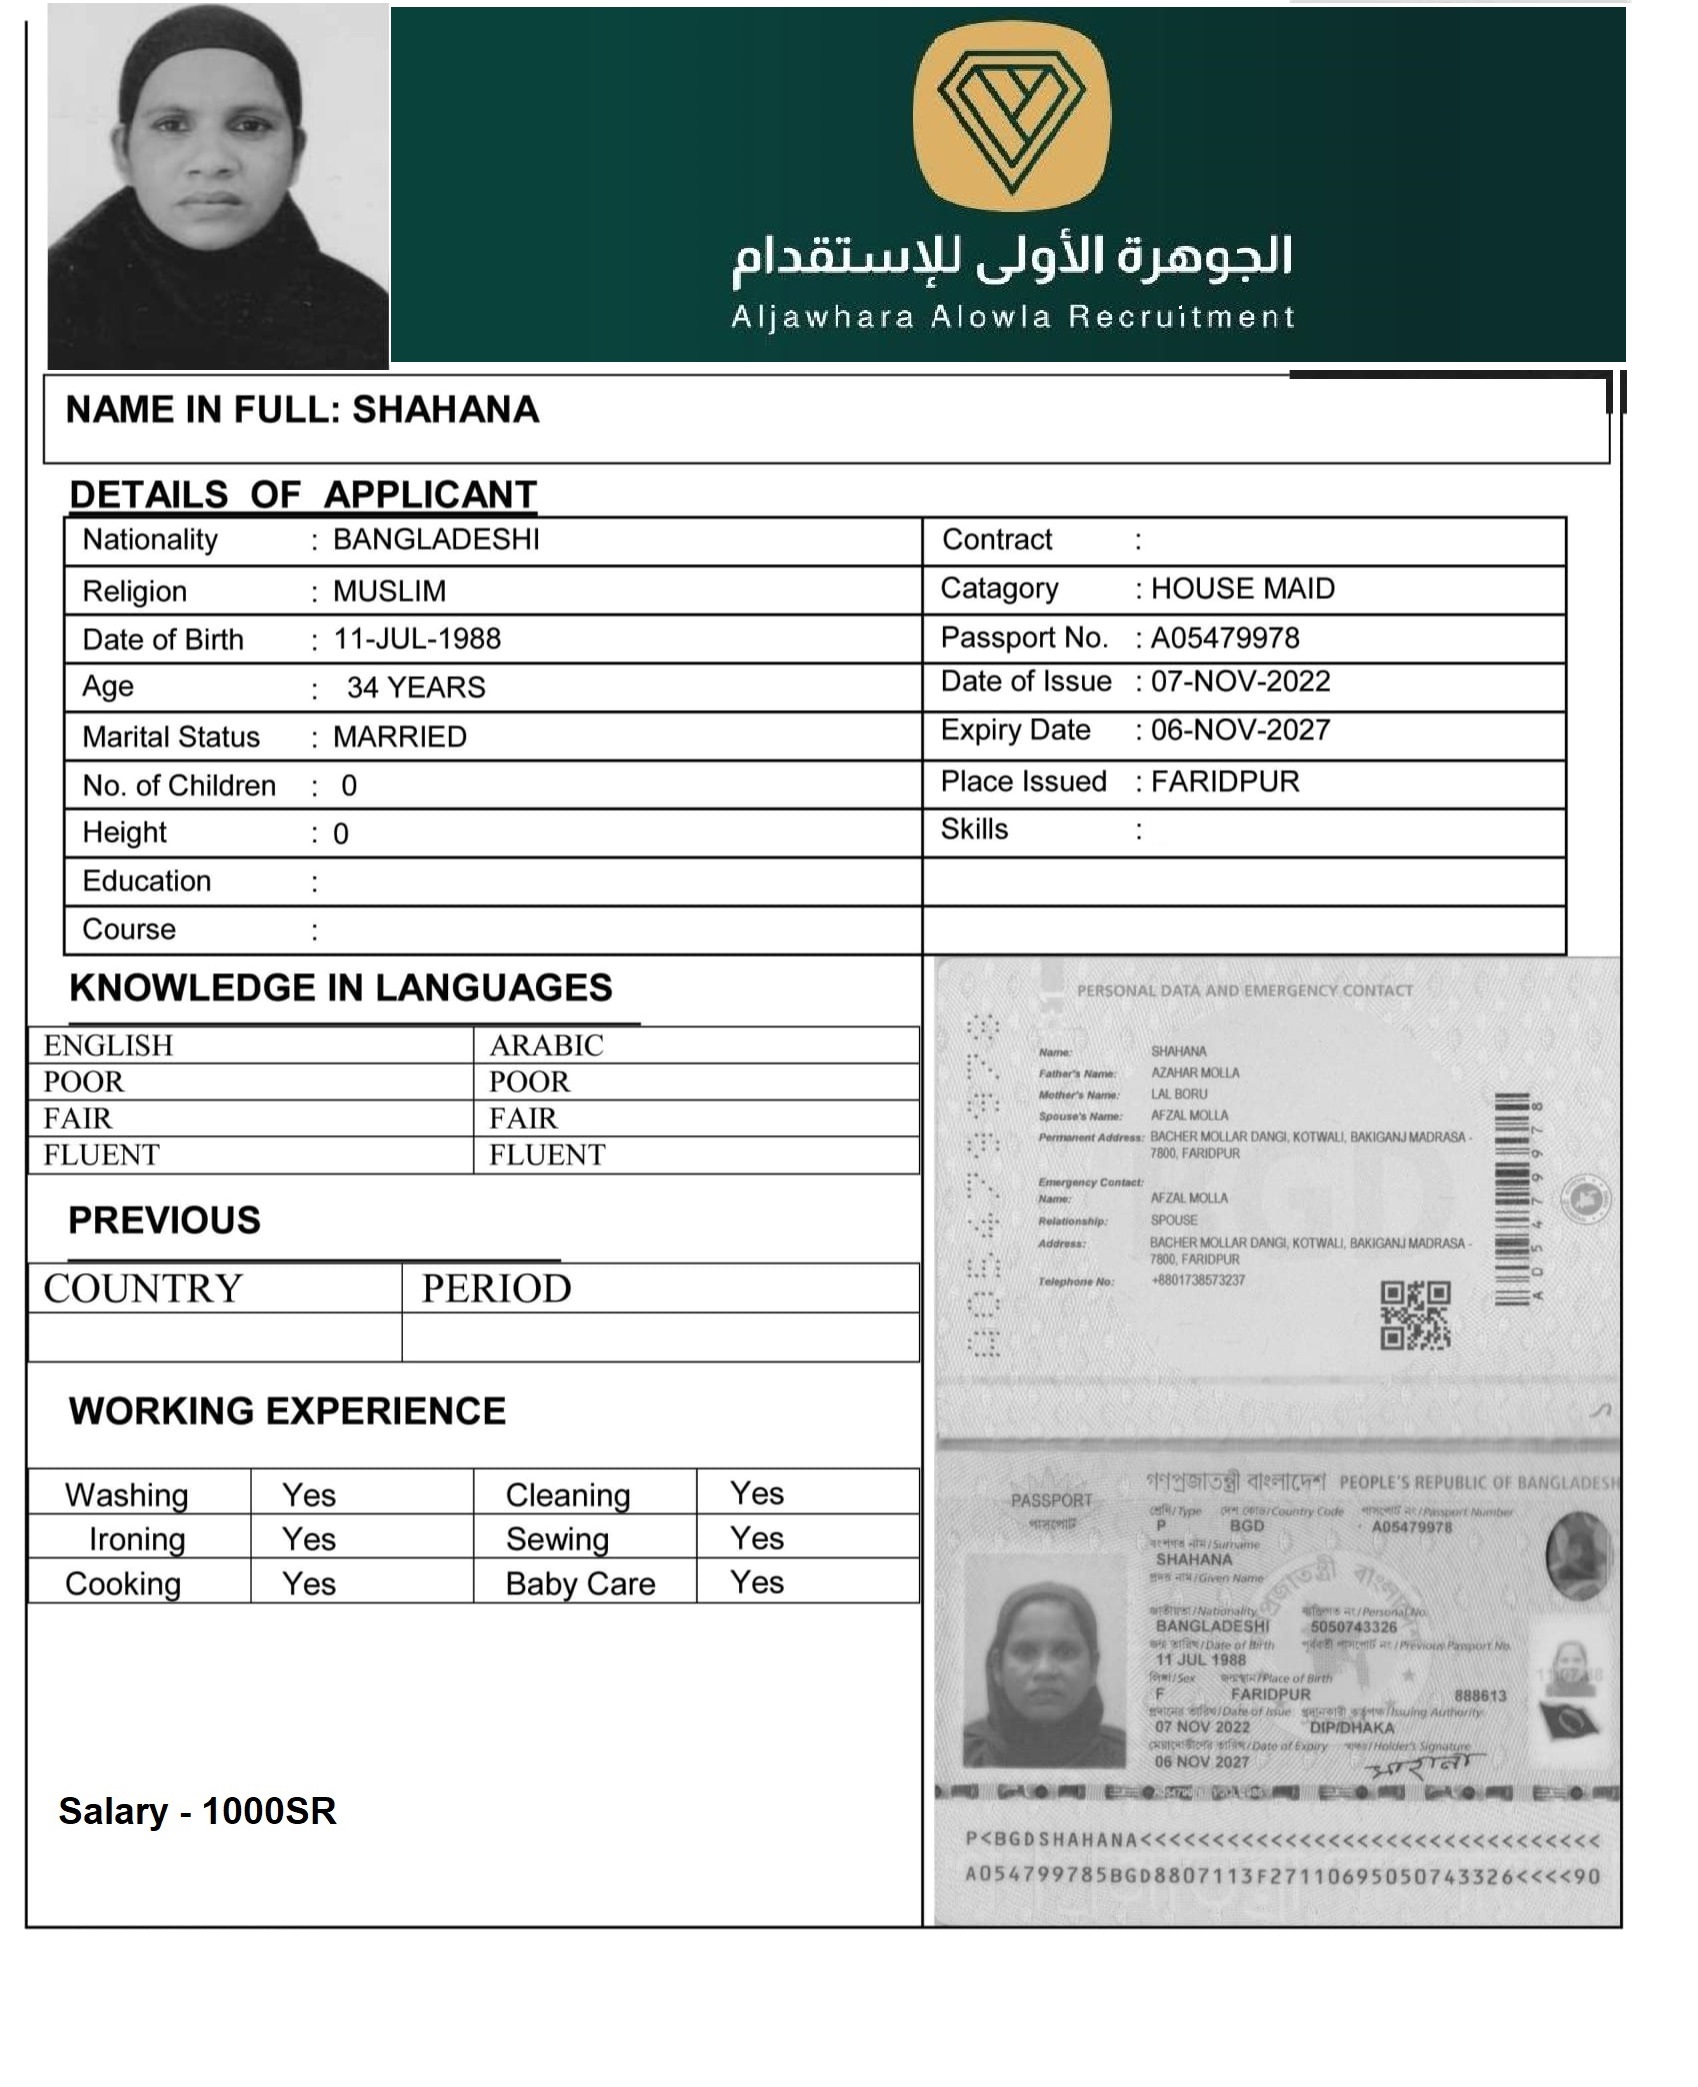 الجوهرة الأولى للإستقدام
Aljawhara Alowla Recruitment
NAME IN FULL: SHAHANA
DETAILS OF APPLICANT
Nationality : BANGLADESHI Contract :
Religion : MUSLIM Catagory : HOUSE MAID
Date of Birth : 11-JUL-1988 Passport No. : A05479978
Age : 34 YEARS Date of Issue : 07-NOV-2022
Marital Status : MARRIED Expiry Date : 06-NOV-2027
No. of Children : 0 Place Issued : FARIDPUR
Height : 0 Skills :
Education :
Course :
KNOWLEDGE IN LANGUAGES
ENGLISH ARABIC
POOR POOR
FAIR FAIR
FLUENT FLUENT
PREVIOUS
COUNTRY PERIOD
WORKING EXPERIENCE
Washing Yes Cleaning Yes
Ironing Yes Sewing Yes
Cooking Yes Baby Care Yes
Salary - 1000SR
PERSONAL DATA AND EMERGENCY CONTACT
Name: SHAHANA
Father's Name: AZAHAR MOLLA
Mother's Name: LAL BORU
Spouse's Name: AFZAL MOLLA
Permanent Address: BACHER MOLLAR DANGI, KOTWALI, BAKIGANJ MADRASA -
7800, FARIDPUR
Emergency Contact:
Name: AFZAL MOLLA
Relationship: SPOUSE
Address: BACHER MOLLAR DANGI, KOTWALI, BAKIGANJ MADRASA -
7800, FARIDPUR
Telephone No: +8801738573237
A05479978
গণপ্রজাতন্ত্রী বাংলাদেশ PEOPLE'S REPUBLIC OF BANGLADESH
PASSPORT
পাসপোর্ট
শ্রেণি/Type দেশ কোড/Country Code পাসপোর্ট নং/Passport Number
P BGD A05479978
বংশগত নাম/Surname
SHAHANA
প্রদত্ত নাম/Given Name
জাতীয়তা/Nationality ব্যক্তিগত নং/Personal No.
BANGLADESHI 5050743326
জন্ম তারিখ/Date of Birth পূর্ববর্তী পাসপোর্ট নং/Previous Passport No.
11 JUL 1988
লিঙ্গ/Sex জন্মস্থান/Place of Birth
F FARIDPUR 888613
প্রদানের তারিখ/Date of Issue প্রদানকারী কর্তৃপক্ষ/Issuing Authority
07 NOV 2022 DIP/DHAKA
মেয়াদোত্তীর্ণের তারিখ/Date of Expiry স্বাক্ষর/Holder's Signature
06 NOV 2027 শাহানা
P<BGDSHAHANA<<<<<<<<<<<<<<<<<<<<<<<<<<<<<<<<
A054799785BGD8807113F27110695050743326<<<<90